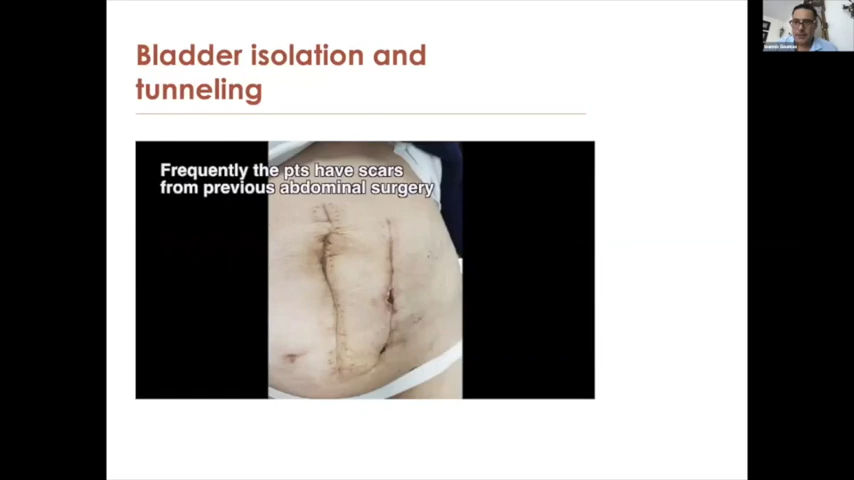 Bladder isolation and
tunneling
Frequently the pts have scars
from previous abdominal surgery